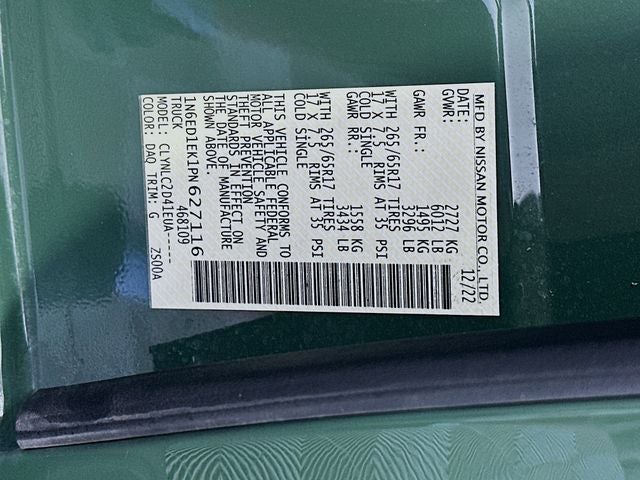 MFD BY NISSAN MOTOR CO., LTD.
DATE: 12/22
GVWR: 2727 KG
6012 LB
GAWR FR.: 1495 KG
3296 LB
WITH 265/65R17 TIRES
17 X 7.5 RIMS AT 35 PSI
COLD SINGLE
GAWR RR.: 1558 KG
3434 LB
WITH 265/65R17 TIRES
17 X 7.5 RIMS AT 35 PSI
COLD SINGLE
THIS VEHICLE CONFORMS TO
ALL APPLICABLE FEDERAL
MOTOR VEHICLE SAFETY AND
THEFT PREVENTION
STANDARDS IN EFFECT ON
THE DATE OF MANUFACTURE
SHOWN ABOVE.
1N6ED1EK1PN627116
TRUCK 468109
MODEL: CLYNLC2D41EUA-----
COLOR: DAQ TRIM: G ZS00A